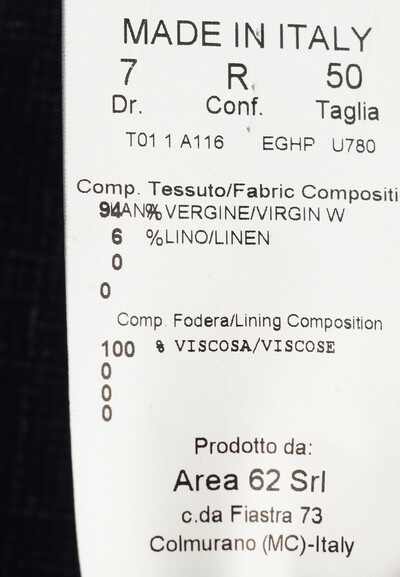 MADE IN ITALY
7 R 50
Dr. Conf. Taglia
T01 1 A116 EGHP U780
Comp. Tessuto/Fabric Compositi
94 % LANA VERGINE/VIRGIN W
6 %LINO/LINEN
0
0
Comp. Fodera/Lining Composition
100 % VISCOSA/VISCOSE
0
0
0
Prodotto da:
Area 62 Srl
c.da Fiastra 73
Colmurano (MC)-Italy